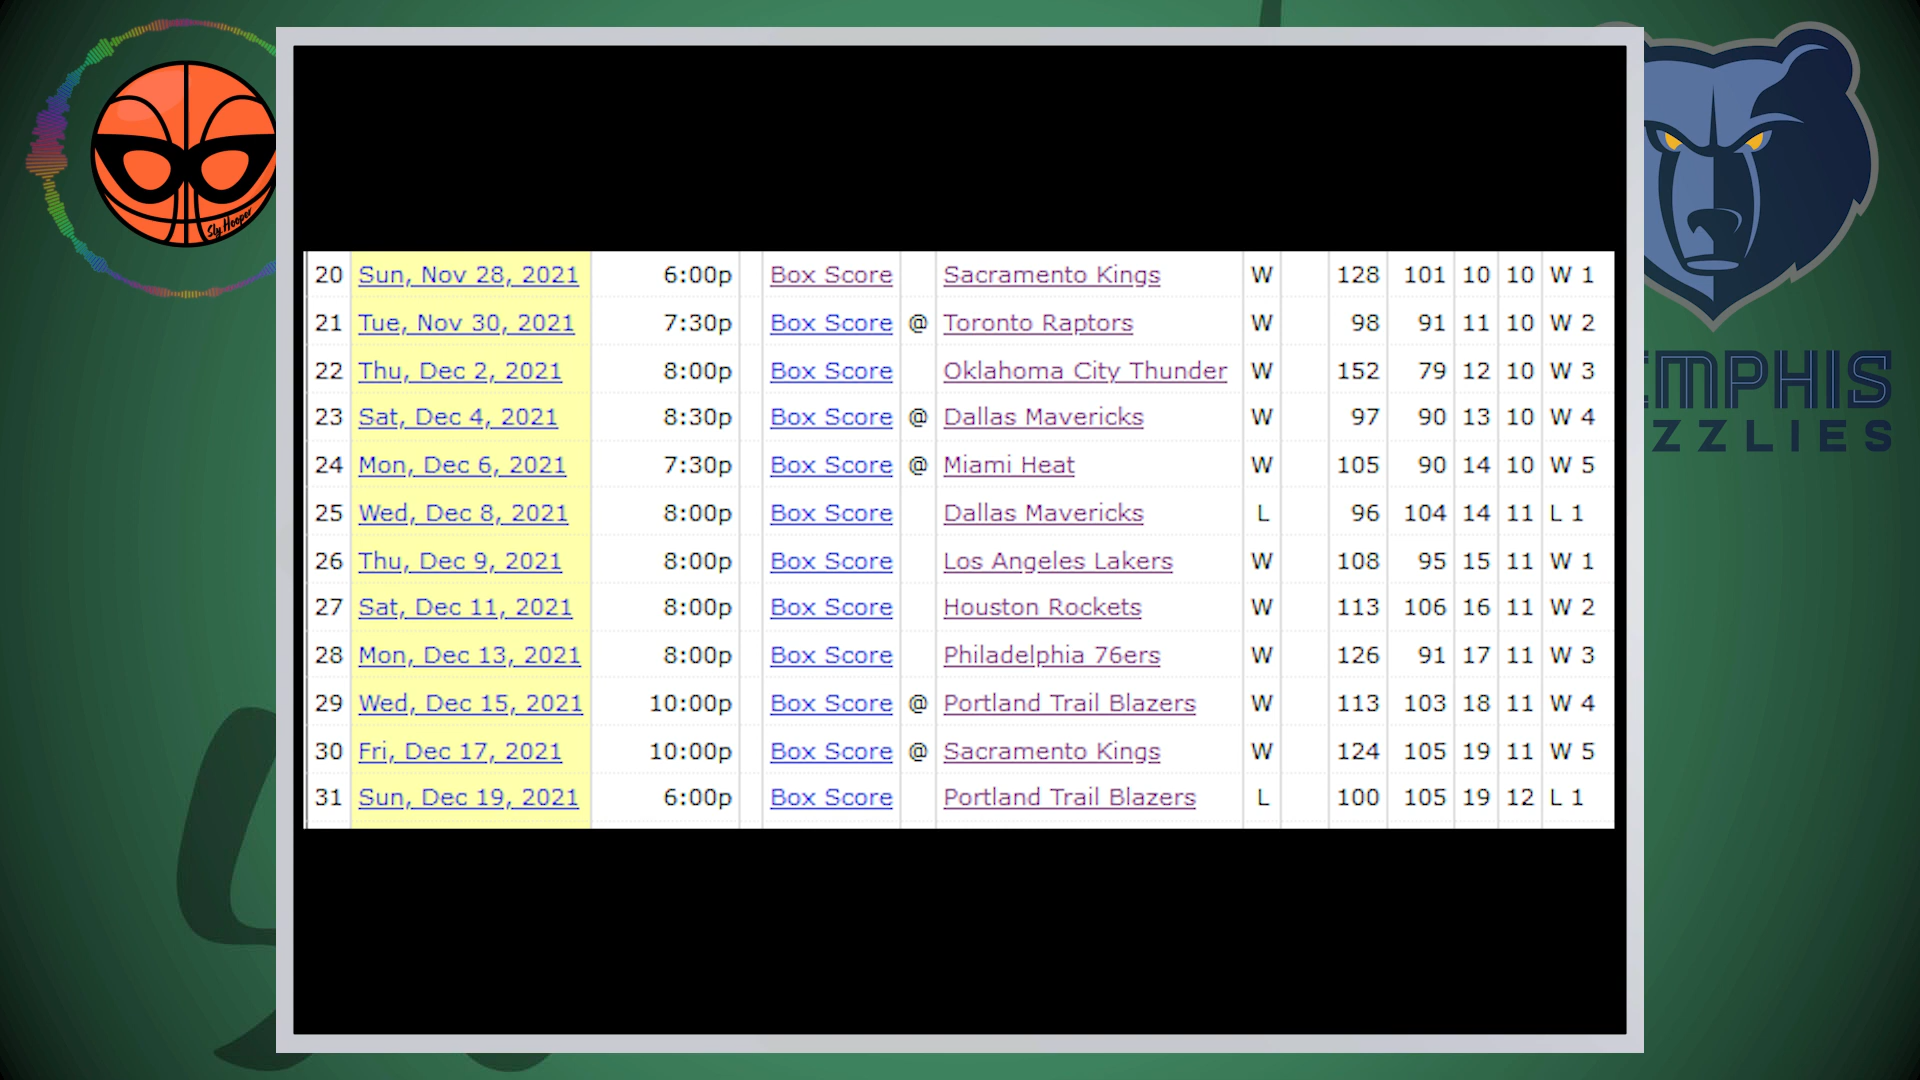 Sly Hooper
20 Sun, Nov 28, 2021 6:00p Box Score Sacramento Kings W 128 101 10 10 W 1
21 Tue, Nov 30, 2021 7:30p Box Score @ Toronto Raptors W 98 91 11 10 W 2
22 Thu, Dec 2, 2021 8:00p Box Score Oklahoma City Thunder W 152 79 12 10 W 3
23 Sat, Dec 4, 2021 8:30p Box Score @ Dallas Mavericks W 97 90 13 10 W 4
24 Mon, Dec 6, 2021 7:30p Box Score @ Miami Heat W 105 90 14 10 W 5
25 Wed, Dec 8, 2021 8:00p Box Score Dallas Mavericks L 96 104 14 11 L 1
26 Thu, Dec 9, 2021 8:00p Box Score Los Angeles Lakers W 108 95 15 11 W 1
27 Sat, Dec 11, 2021 8:00p Box Score Houston Rockets W 113 106 16 11 W 2
28 Mon, Dec 13, 2021 8:00p Box Score Philadelphia 76ers W 126 91 17 11 W 3
29 Wed, Dec 15, 2021 10:00p Box Score @ Portland Trail Blazers W 113 103 18 11 W 4
30 Fri, Dec 17, 2021 10:00p Box Score @ Sacramento Kings W 124 105 19 11 W 5
31 Sun, Dec 19, 2021 6:00p Box Score Portland Trail Blazers L 100 105 19 12 L 1
EMPHIS
ZZLIES